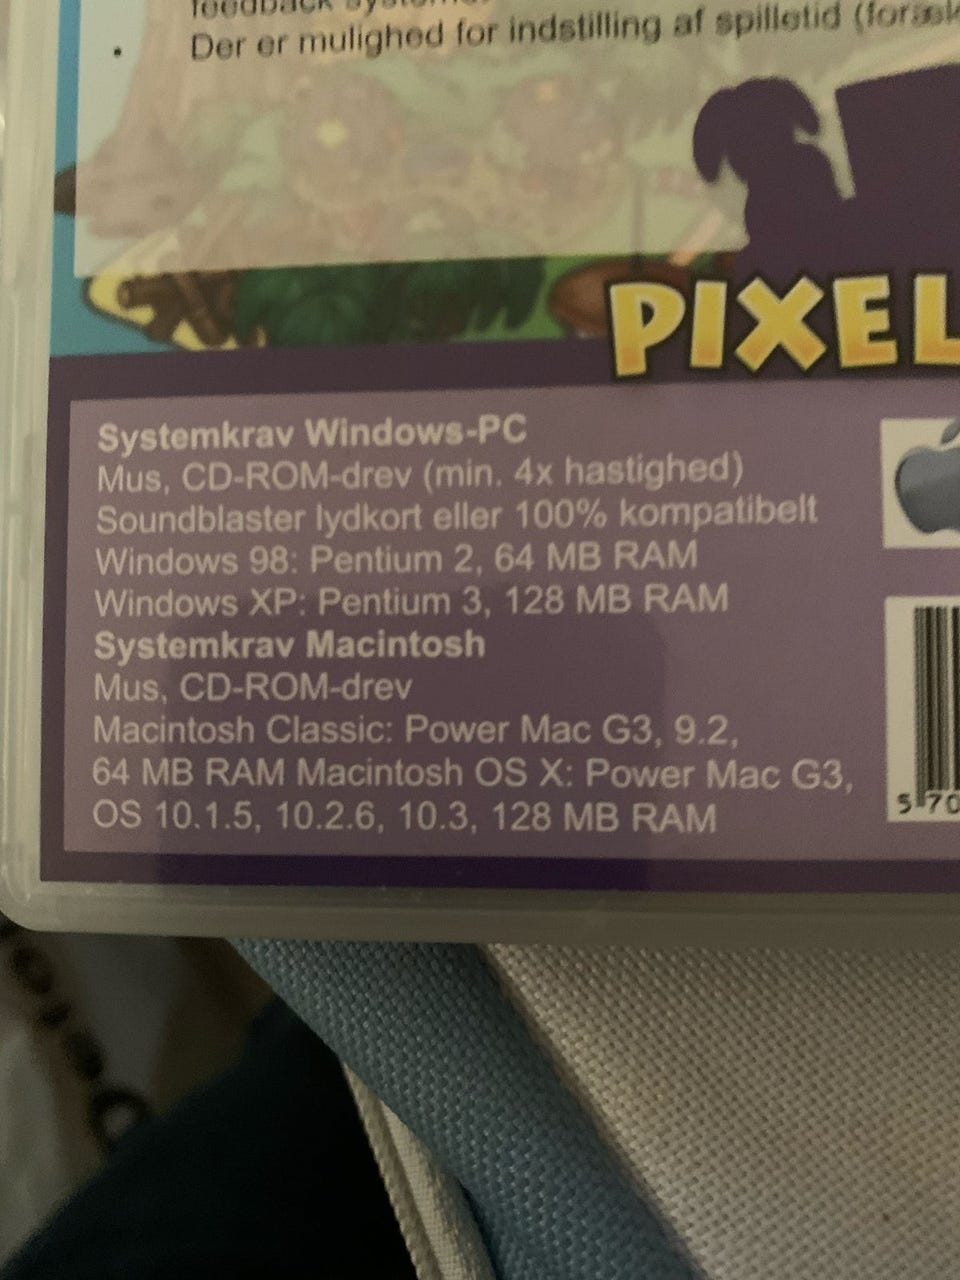 feedback
Der er mulighed for indstilling af spilletid
PIXEL
Systemkrav Windows-PC
Mus, CD-ROM-drev (min. 4x hastighed)
Soundblaster lydkort eller 100% kompatibelt
Windows 98: Pentium 2, 64 MB RAM
Windows XP: Pentium 3, 128 MB RAM
Systemkrav Macintosh
Mus, CD-ROM-drev
Macintosh Classic: Power Mac G3, 9.2,
64 MB RAM Macintosh OS X: Power Mac G3,
OS 10.1.5, 10.2.6, 10.3, 128 MB RAM
5 70